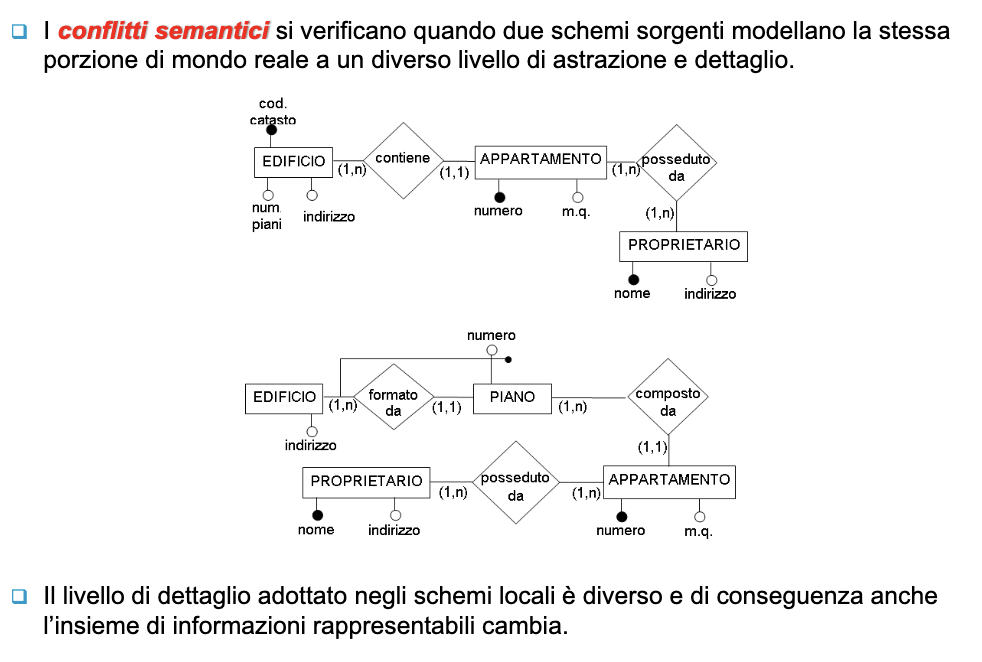 I conflitti semantici si verificano quando due schemi sorgenti modellano la stessa
porzione di mondo reale a un diverso livello di astrazione e dettaglio.
cod.
catasto
EDIFICIO
(1,n)
contiene
(1,1)
APPARTAMENTO
(1,n)
posseduto
da
num.
piani
indirizzo
numero
m.q.
(1,n)
PROPRIETARIO
nome
indirizzo
numero
EDIFICIO
(1,n)
formato
da
(1,1)
PIANO
(1,n)
composto
da
indirizzo
(1,1)
PROPRIETARIO
(1,n)
posseduto
da
(1,n)
APPARTAMENTO
nome
indirizzo
numero
m.q.
Il livello di dettaglio adottato negli schemi locali è diverso e di conseguenza anche
l'insieme di informazioni rappresentabili cambia.